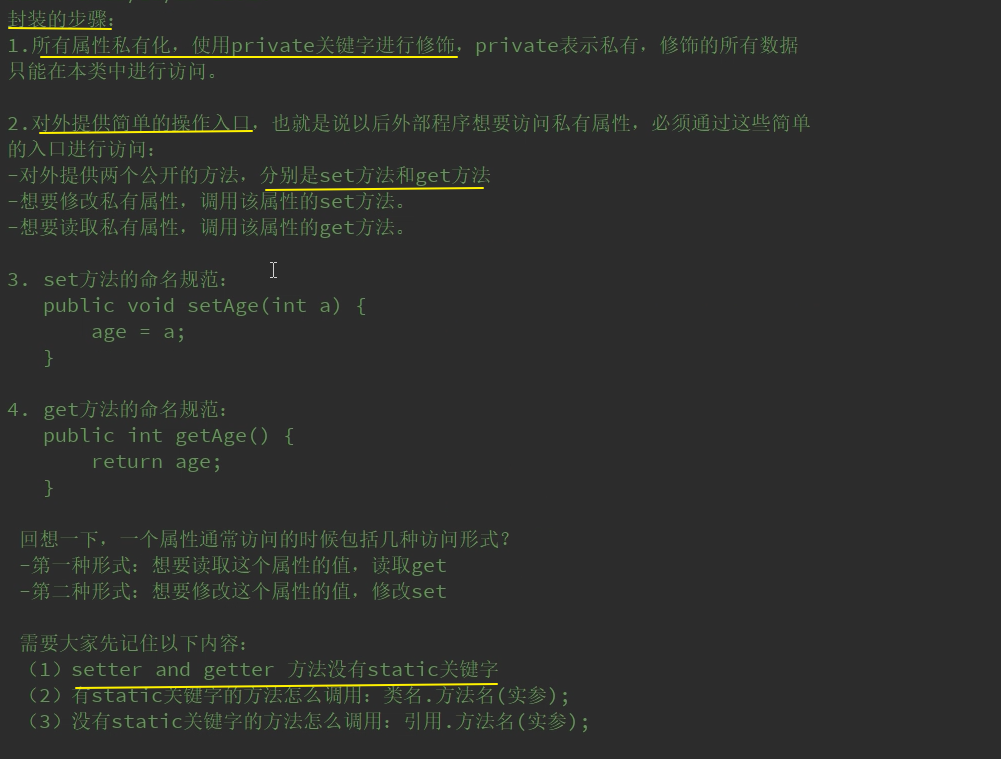 封装的步骤：
1.所有属性私有化，使用private关键字进行修饰，private表示私有，修饰的所有数据
只能在本类中进行访问。
2.对外提供简单的操作入口，也就是说以后外部程序想要访问私有属性，必须通过这些简单
的入口进行访问：
-对外提供两个公开的方法，分别是set方法和get方法
-想要修改私有属性，调用该属性的set方法。
-想要读取私有属性，调用该属性的get方法。
3. set方法的命名规范：
public void setAge(int a) {
age = a;
}
4. get方法的命名规范：
public int getAge() {
return age;
}
回想一下，一个属性通常访问的时候包括几种访问形式？
-第一种形式：想要读取这个属性的值，读取get
-第二种形式：想要修改这个属性的值，修改set
需要大家先记住以下内容：
（1）setter and getter 方法没有static关键字
（2）有static关键字的方法怎么调用：类名.方法名(实参);
（3）没有static关键字的方法怎么调用：引用.方法名(实参);